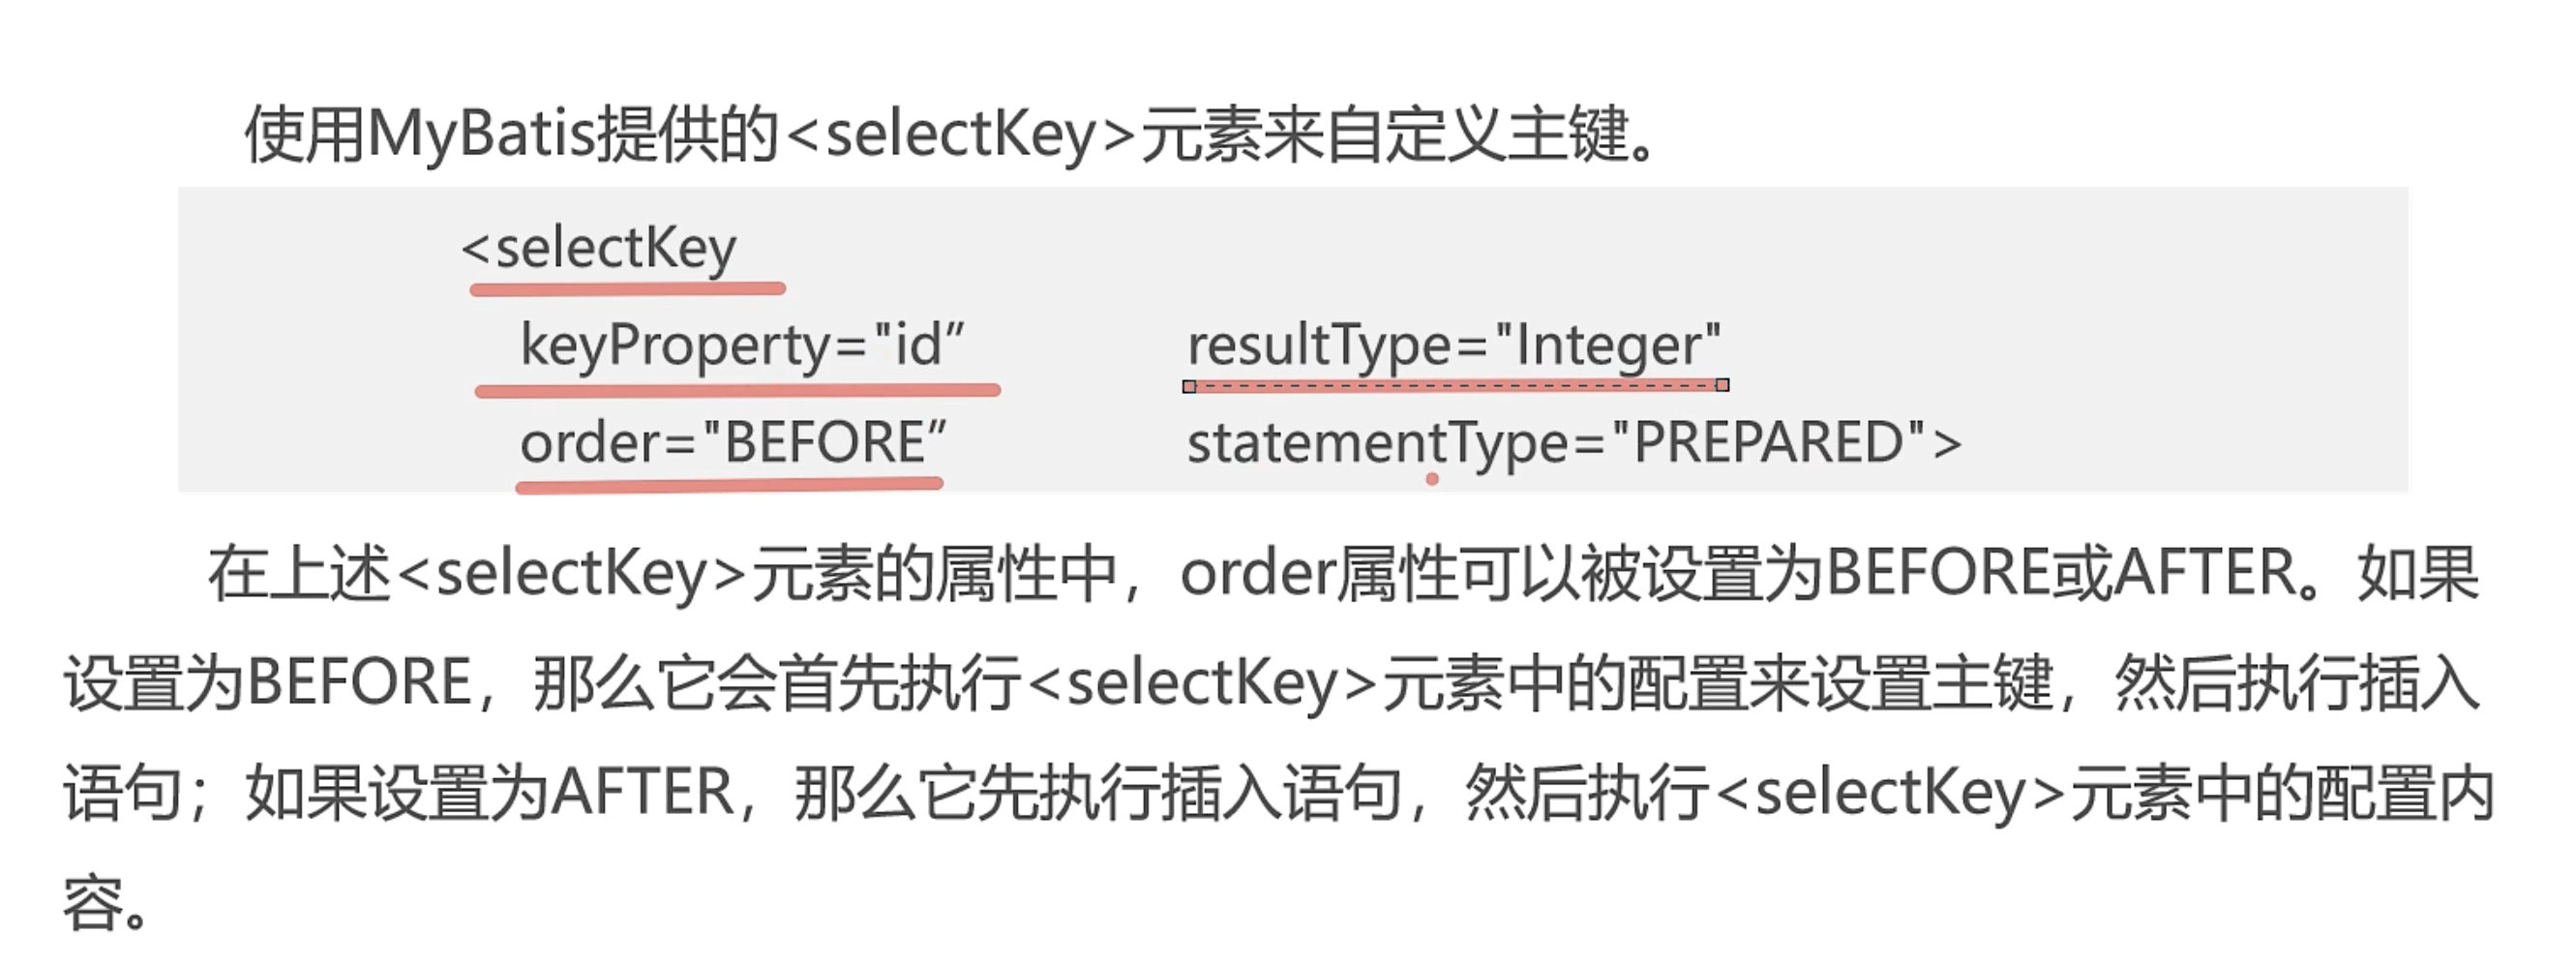 使用MyBatis提供的<selectKey>元素来自定义主键。
<selectKey
keyProperty="id” resultType="Integer"
order="BEFORE” statementType="PREPARED">
在上述<selectKey>元素的属性中，order属性可以被设置为BEFORE或AFTER。如果
设置为BEFORE，那么它会首先执行<selectKey>元素中的配置来设置主键，然后执行插入
语句；如果设置为AFTER，那么它先执行插入语句，然后执行<selectKey>元素中的配置内
容。